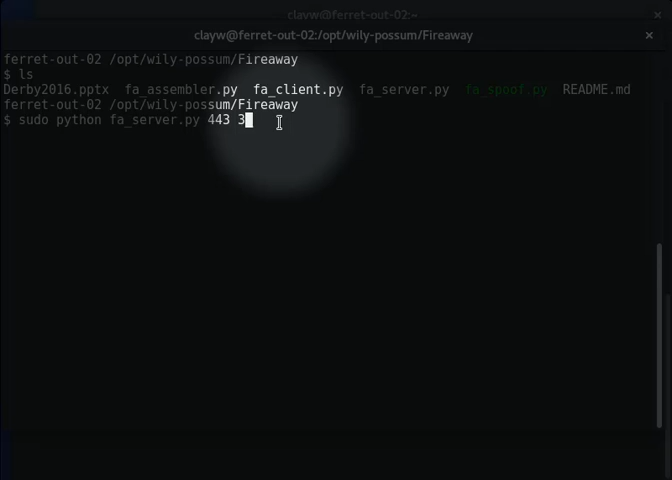 clayw@ferret-out-02:~ ×
clayw@ferret-out-02:/opt/wily-possum/Fireaway ×
ferret-out-02 /opt/wily-possum/Fireaway
$ ls
Derby2016.pptx fa_assembler.py fa_client.py fa_server.py fa_spoof.py README.md
ferret-out-02 /opt/wily-possum/Fireaway
$ sudo python fa_server.py 443 3